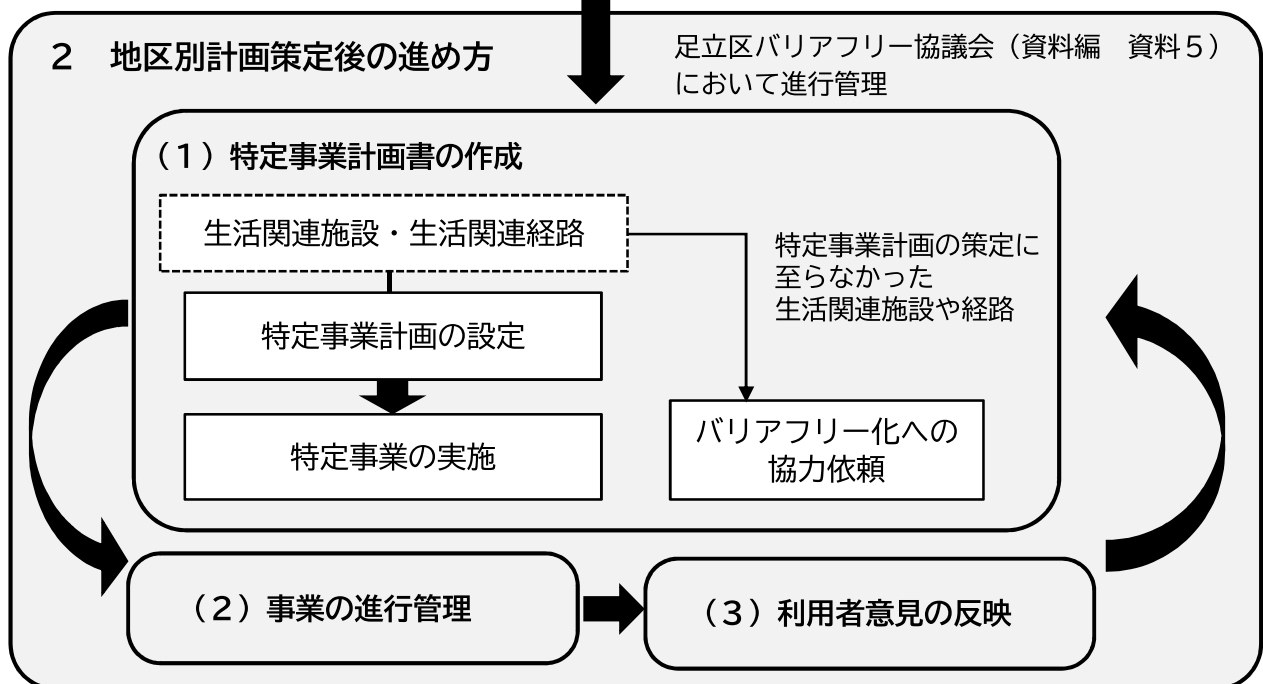 ２　地区別計画策定後の進め方
足立区バリアフリー協議会（資料編　資料５）
において進行管理
（１）特定事業計画書の作成
生活関連施設・生活関連経路
特定事業計画の策定に
至らなかった
生活関連施設や経路
特定事業計画の設定
特定事業の実施
バリアフリー化への
協力依頼
（２）事業の進行管理
（３）利用者意見の反映